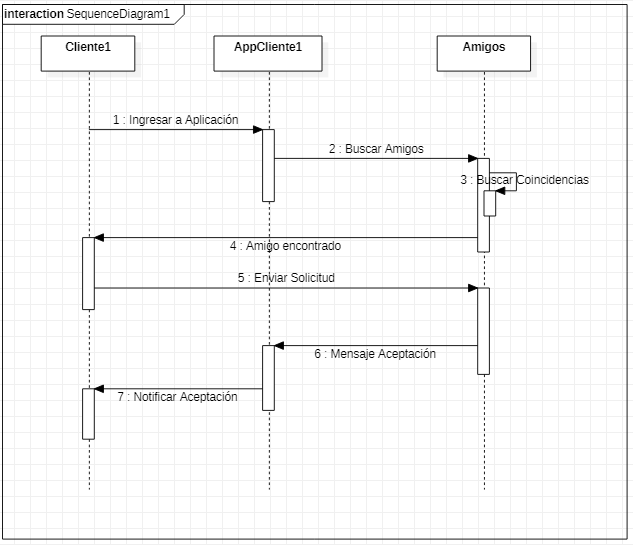 interaction SequenceDiagram1
Cliente1
AppCliente1
Amigos
1 : Ingresar a Aplicación
2 : Buscar Amigos
3 : Buscar Coincidencias
4 : Amigo encontrado
5 : Enviar Solicitud
6 : Mensaje Aceptación
7 : Notificar Aceptación